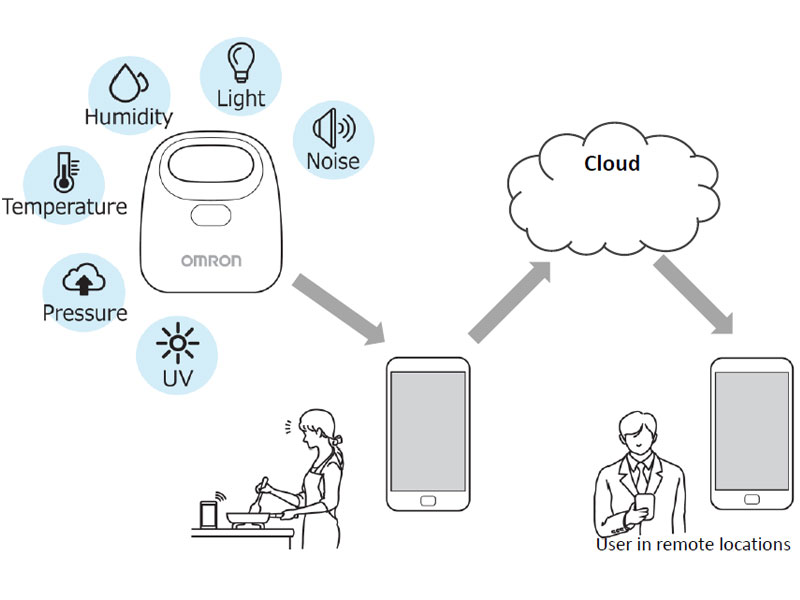 Light
Humidity
Noise
Temperature
OMRON
Pressure
UV
Cloud
User in remote locations